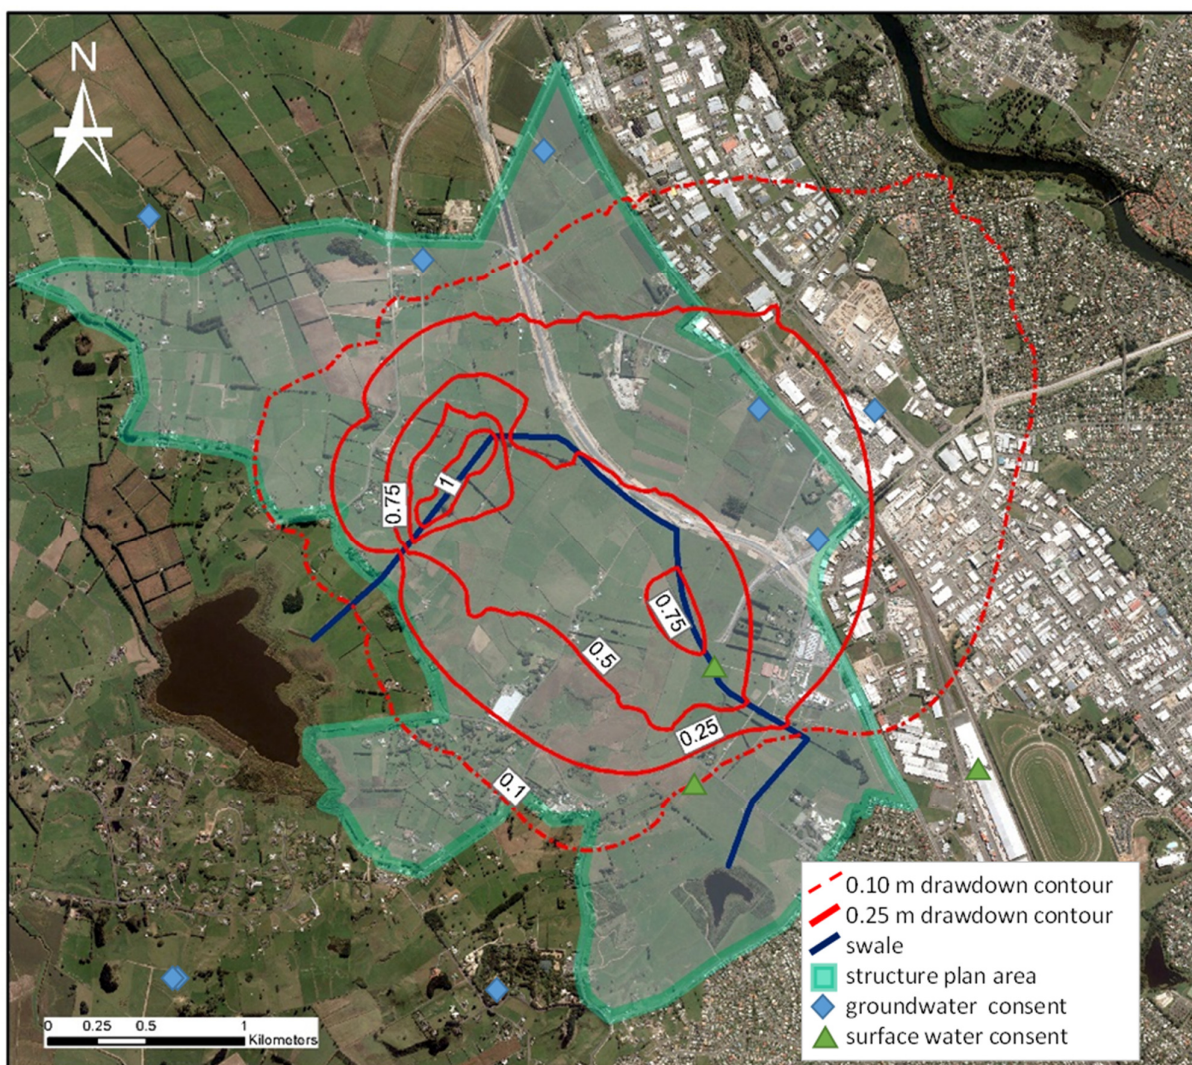 N
0.75
1
0.75
0.5
0.25
0.1
0.10 m drawdown contour
0.25 m drawdown contour
swale
structure plan area
groundwater consent
surface water consent
0 0.25 0.5 1
Kilometers